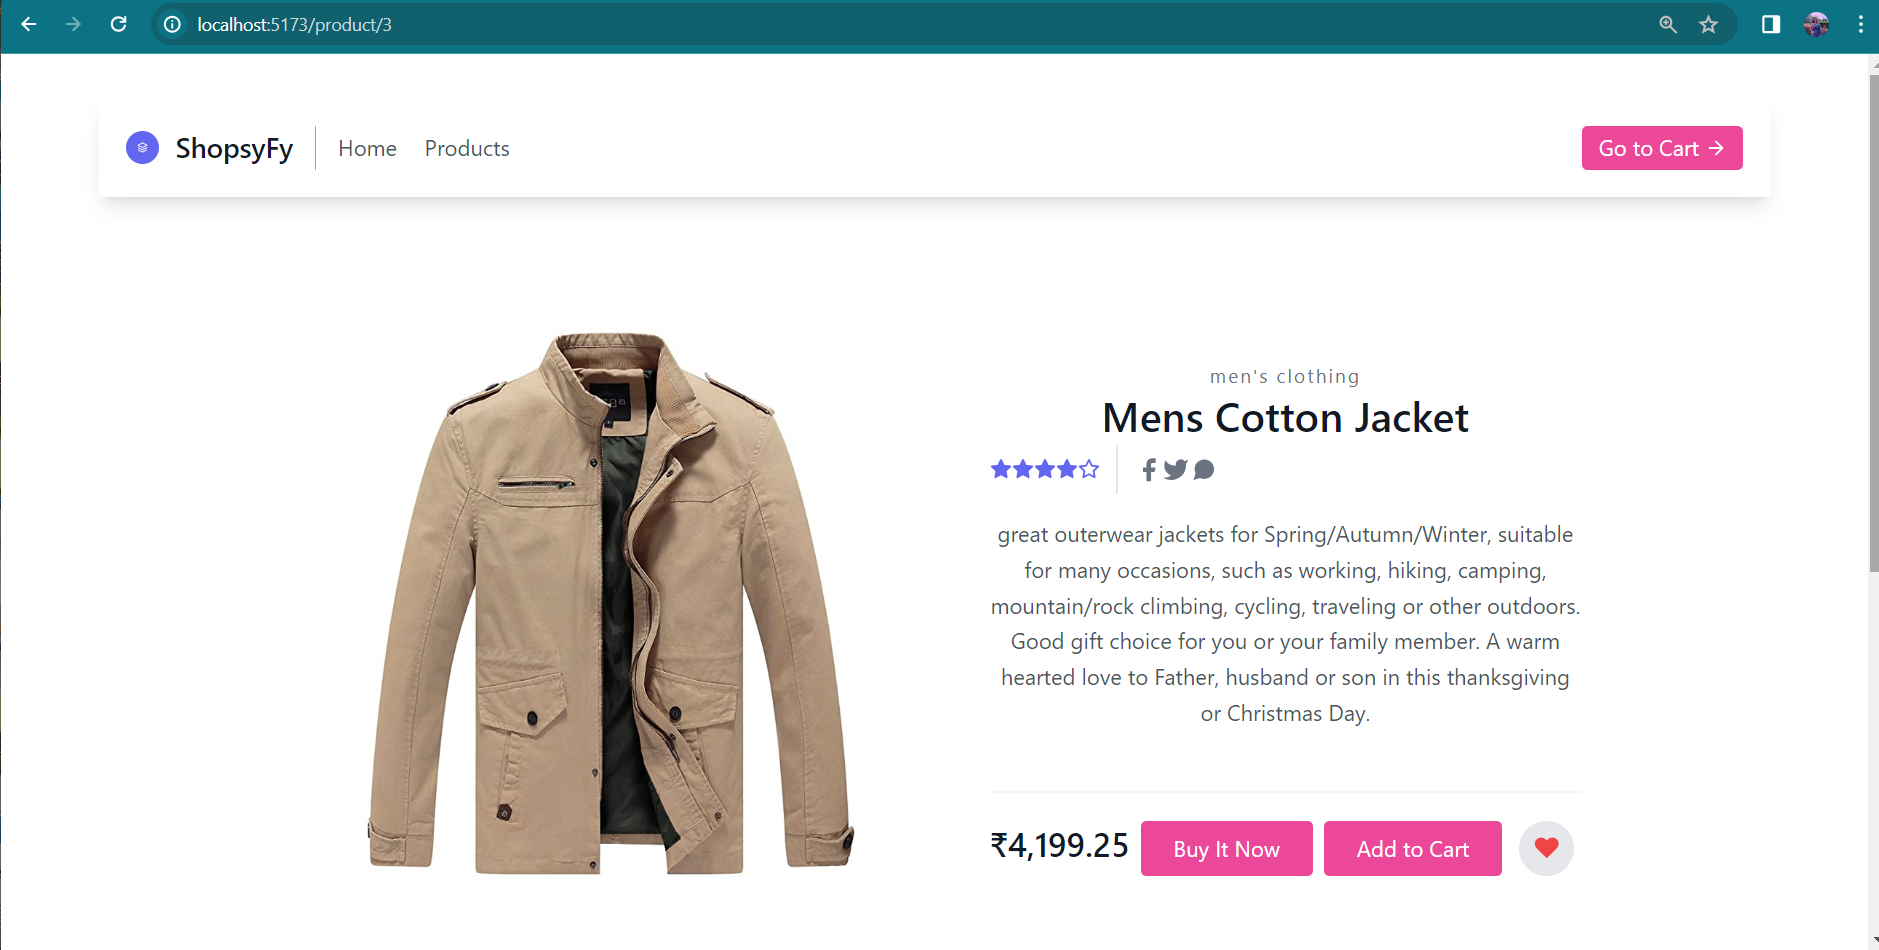 localhost:5173/product/3
ShopsyFy
Home
Products
Go to Cart →
men's clothing
Mens Cotton Jacket
great outerwear jackets for Spring/Autumn/Winter, suitable
for many occasions, such as working, hiking, camping,
mountain/rock climbing, cycling, traveling or other outdoors.
Good gift choice for you or your family member. A warm
hearted love to Father, husband or son in this thanksgiving
or Christmas Day.
₹4,199.25
Buy It Now
Add to Cart